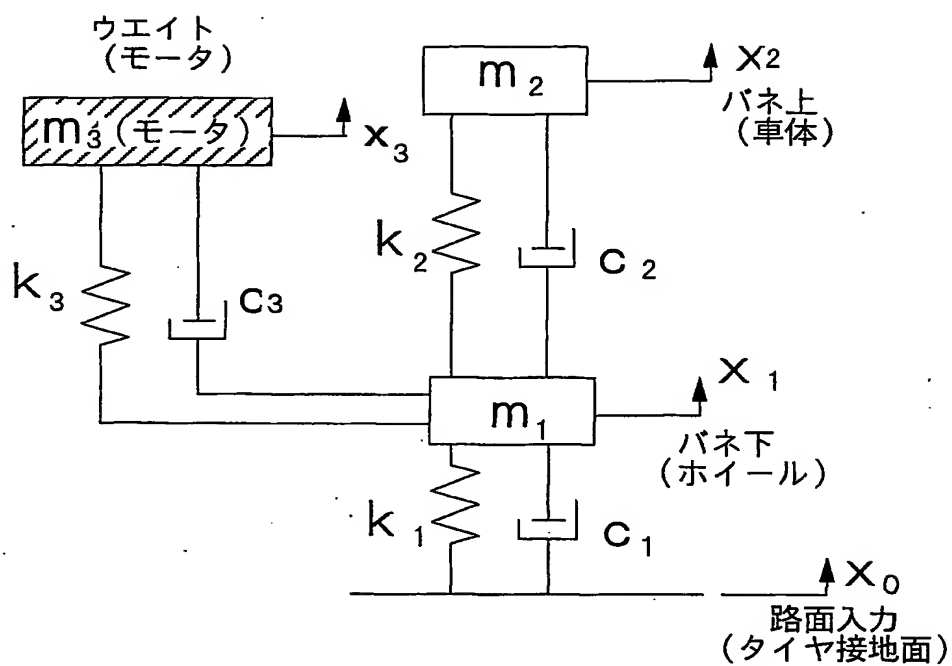 ウエイト
(モータ)
m3(モータ)
x3
m2
x2
バネ上
(車体)
k3
c3
k2
c2
m1
x1
バネ下
(ホイール)
k1
c1
x0
路面入力
(タイヤ接地面)